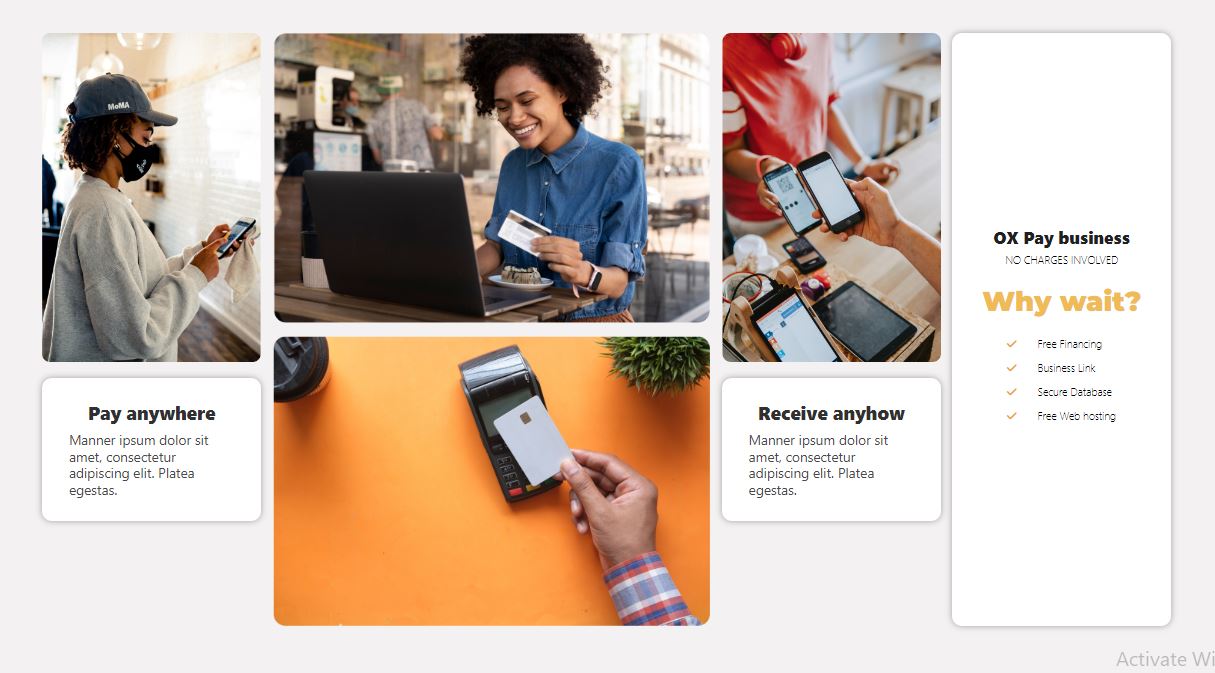 MoMA
Pay anywhere
Manner ipsum dolor sit
amet, consectetur
adipiscing elit. Platea
egestas.
Receive anyhow
Manner ipsum dolor sit
amet, consectetur
adipiscing elit. Platea
egestas.
OX Pay business
NO CHARGES INVOLVED
Why wait?
Free Financing
Business Link
Secure Database
Free Web hosting
Activate Wi